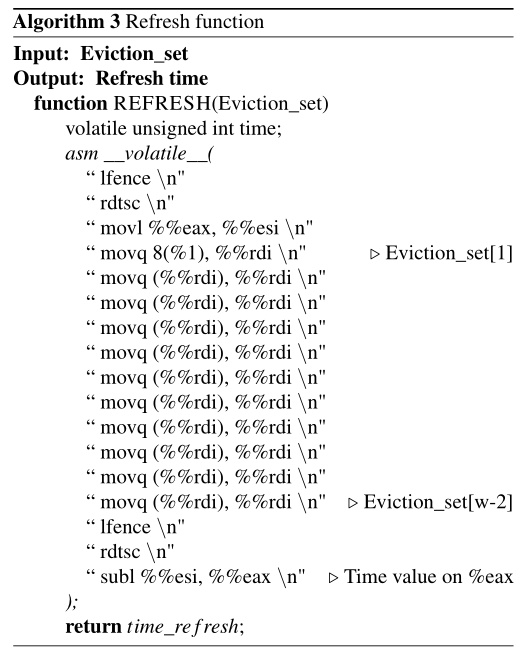 Algorithm 3 Refresh function
Input: Eviction_set
Output: Refresh time
function REFRESH(Eviction_set)
volatile unsigned int time;
asm __volatile__(
“ lfence \n"
“ rdtsc \n"
“ movl %%eax, %%esi \n"
“ movq 8(%1), %%rdi \n" ▷ Eviction_set[1]
“ movq (%%rdi), %%rdi \n"
“ movq (%%rdi), %%rdi \n"
“ movq (%%rdi), %%rdi \n"
“ movq (%%rdi), %%rdi \n"
“ movq (%%rdi), %%rdi \n"
“ movq (%%rdi), %%rdi \n"
“ movq (%%rdi), %%rdi \n"
“ movq (%%rdi), %%rdi \n"
“ movq (%%rdi), %%rdi \n"
“ movq (%%rdi), %%rdi \n" ▷ Eviction_set[w-2]
“ lfence \n"
“ rdtsc \n"
“ subl %%esi, %%eax \n" ▷ Time value on %eax
);
return time_refresh;